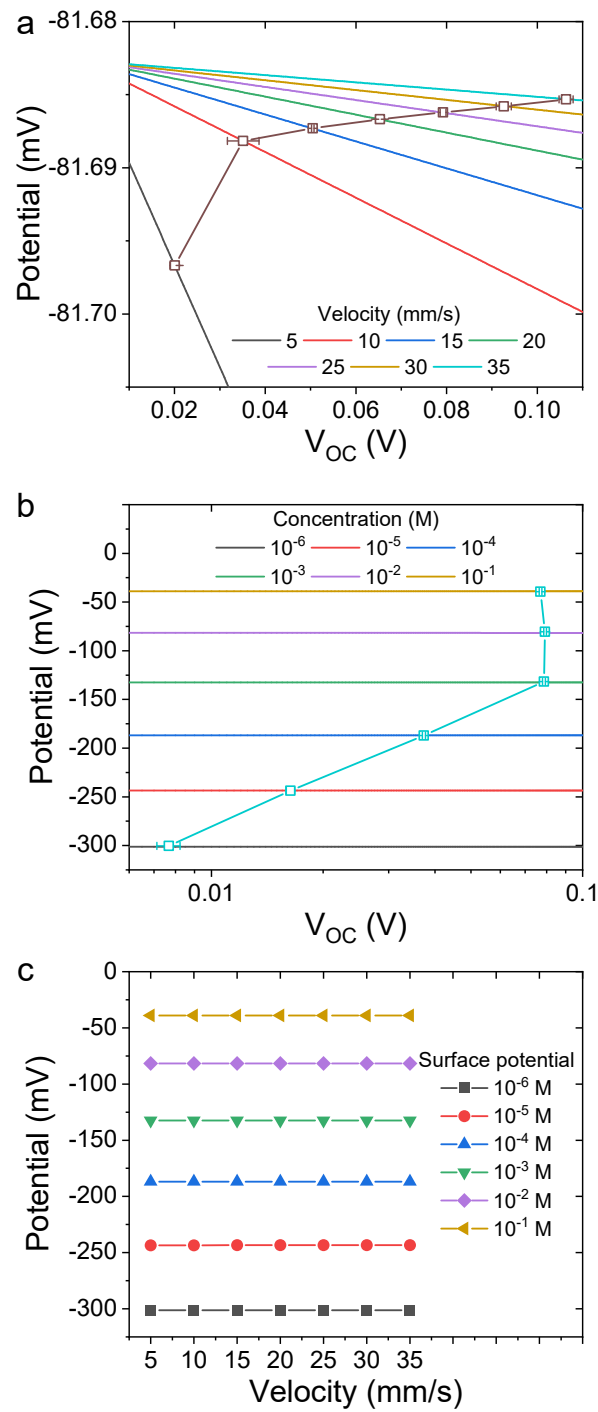 a
-81.68
-81.69
-81.70
Potential (mV)
Velocity (mm/s)
5 10 15 20
25 30 35
0.02 0.04 0.06 0.08 0.10
V_OC (V)
b
Concentration (M)
10^-6 10^-5 10^-4
10^-3 10^-2 10^-1
0
-50
-100
-150
-200
-250
-300
Potential (mV)
0.01 0.1
V_OC (V)
c
0
-50
-100
-150
-200
-250
-300
Potential (mV)
Surface potential
10^-6 M
10^-5 M
10^-4 M
10^-3 M
10^-2 M
10^-1 M
5 10 15 20 25 30 35
Velocity (mm/s)